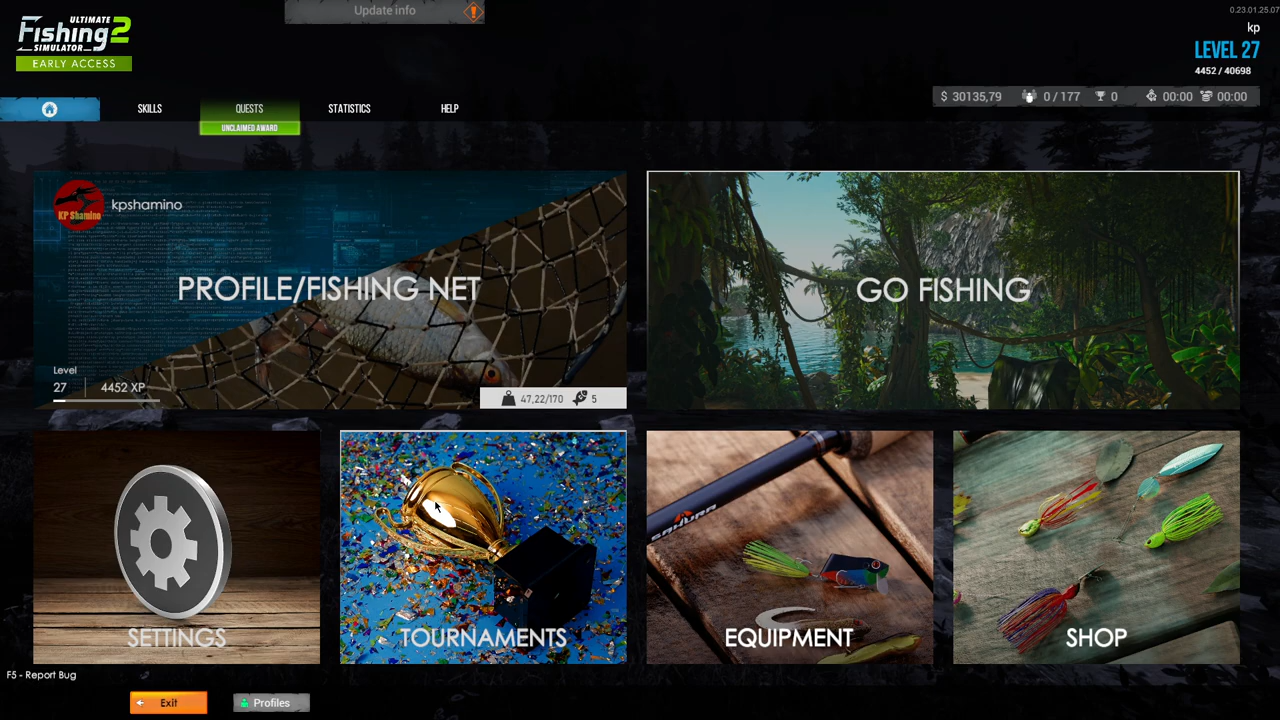 Update info
0.23.01.25.07
ULTIMATE
Fishing 2
SIMULATOR
EARLY ACCESS
kp
LEVEL 27
4452 / 40698
SKILLS
QUESTS
STATISTICS
HELP
UNCLAIMED AWARD
$ 30135,79
0 / 177
0
00:00
00:00
KP Shamino
kpshamino
PROFILE/FISHING NET
GO FISHING
Level
27
4452 XP
47,22/170
5
SAKURA
SETTINGS
TOURNAMENTS
EQUIPMENT
SHOP
F5 - Report Bug
Exit
Profiles